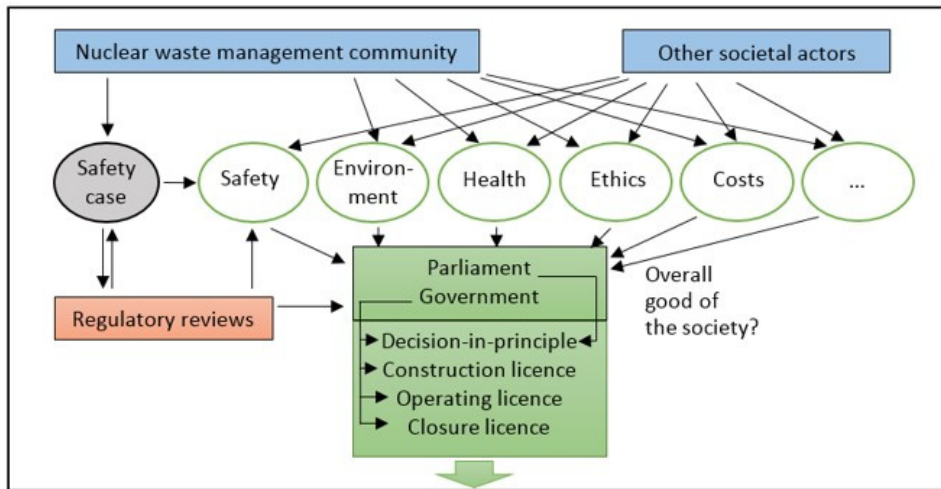 Nuclear waste management community
Other societal actors
Safety
case
Safety
Environ-
ment
Health
Ethics
Costs
...
Parliament
Government
Overall
good of
the society?
Regulatory reviews
Decision-in-principle
Construction licence
Operating licence
Closure licence